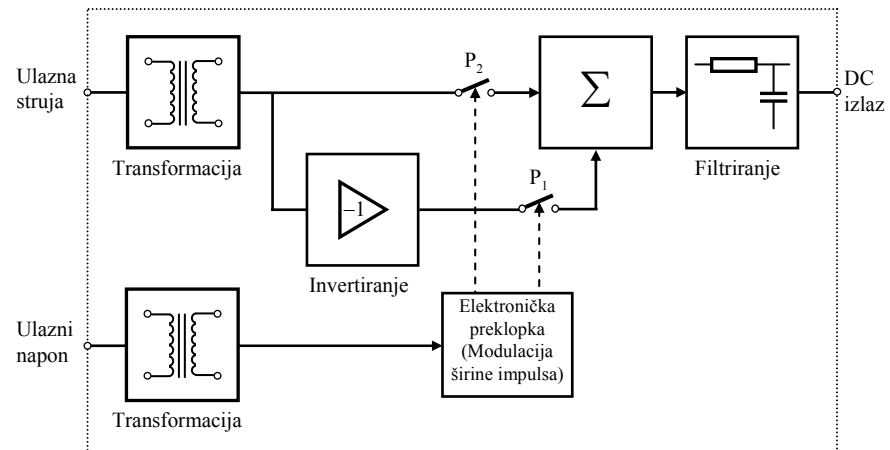 Ulazna
struja
Transformacija
P2
Σ
DC
izlaz
Filtriranje
–1
Invertiranje
P1
Ulazni
napon
Transformacija
Elektronička
preklopka
(Modulacija
širine impulsa)